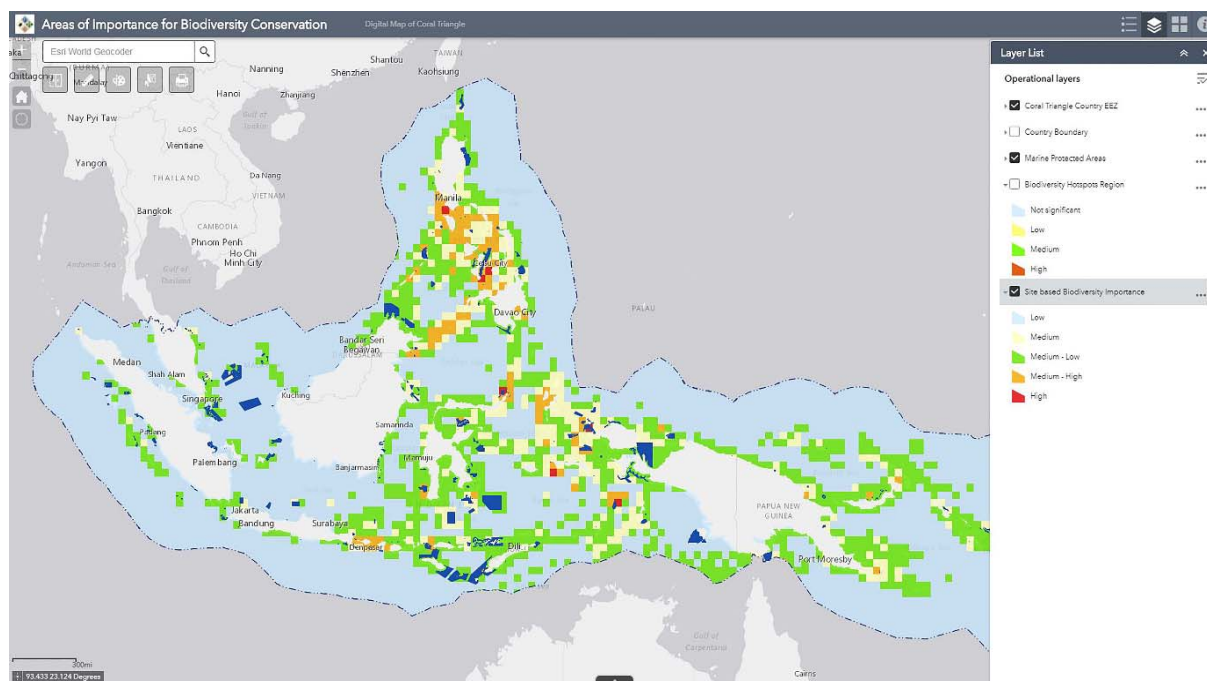 Areas of Importance for Biodiversity Conservation
Digital Map of Coral Triangle
Esri World Geocoder
Layer List
Operational layers
Coral Triangle Country EEZ
Country Boundary
Marine Protected Areas
Biodiversity Hotspots Region
Not significant
Low
Medium
High
Site based Biodiversity Importance
Low
Medium
Medium - Low
Medium - High
High
TAIWAN
Shantou
Nanning
Shenzhen
Kaohsiung
Chittagong
Mandalay
Hanoi
Zhanjiang
Gulf of
Tonkin
Nay Pyi Taw
LAOS
Vientiane
Yangon
THAILAND
Da Nang
VIETNAM
Bangkok
Manila
CAMBODIA
Phnom Penh
Ho Chi
Minh City
Andaman Sea
Gulf of
Thailand
Cebu City
PALAU
Davao City
Bandar Seri
Begawan
Medan
Shah Alam
Singapore
Kuching
Samarinda
Padang
Palembang
Mamuju
Banjarmasin
Jakarta
Bandung
Surabaya
Denpasar
Dili
PAPUA NEW
GUINEA
Port Moresby
Gulf of
Carpentaria
Cairns
300mi
93.433 23.124 Degrees